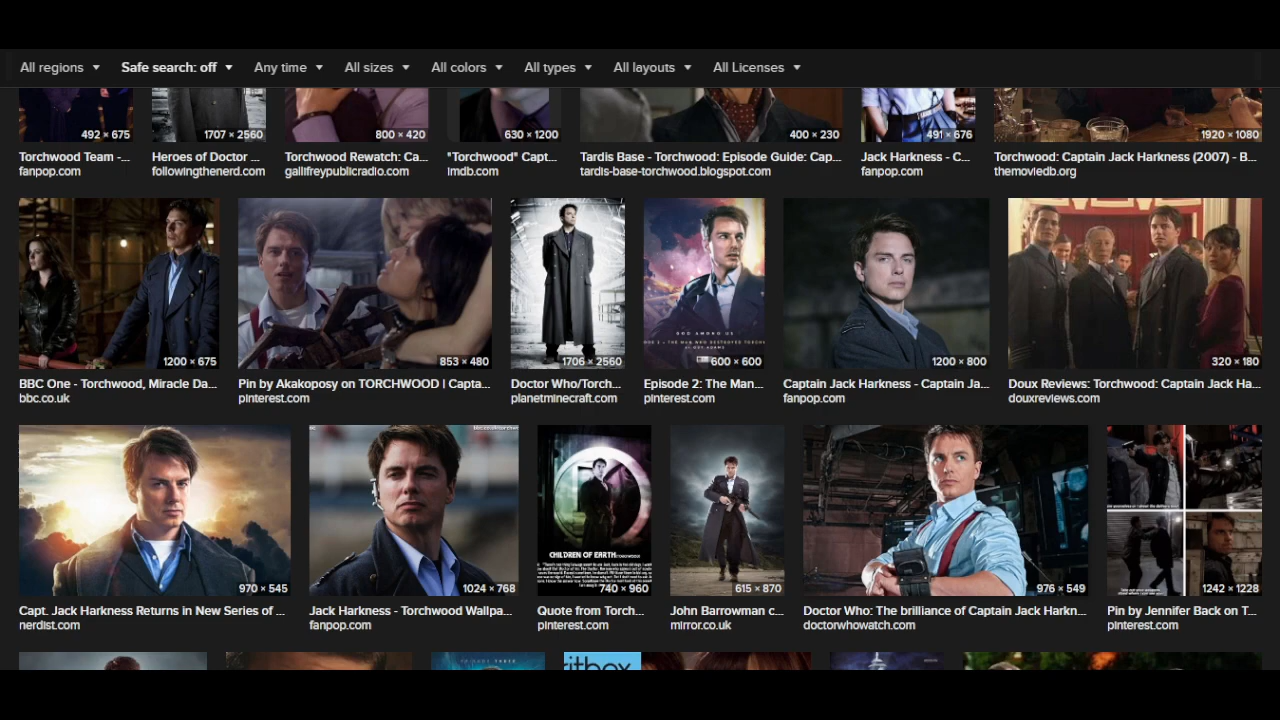 All regions Safe search: off Any time All sizes All colors All types All layouts All Licenses
492 × 675 1707 × 2560 800 × 420 630 × 1200 400 × 230 491 × 676 1920 × 1080
Torchwood Team -... Heroes of Doctor ... Torchwood Rewatch: Ca... "Torchwood" Capt... Tardis Base - Torchwood: Episode Guide: Cap... Jack Harkness - C... Torchwood: Captain Jack Harkness (2007) - B...
fanpop.com followingthenerd.com gallifreypublicradio.com imdb.com tardis-base-torchwood.blogspot.com fanpop.com themoviedb.org
GOD AMONG US
1200 × 675 853 × 480 1706 × 2560 600 × 600 1200 × 800 320 × 180
BBC One - Torchwood, Miracle Da... Pin by Akakoposy on TORCHWOOD | Capta... Doctor Who/Torch... Episode 2: The Man... Captain Jack Harkness - Captain Ja... Doux Reviews: Torchwood: Captain Jack Ha...
bbc.co.uk pinterest.com planetminecraft.com pinterest.com fanpop.com douxreviews.com
CHILDREN OF EARTH
970 × 545 1024 × 768 740 × 960 615 × 870 976 × 549 1242 × 1228
Capt. Jack Harkness Returns in New Series of ... Jack Harkness - Torchwood Wallpa... Quote from Torch... John Barrowman c... Doctor Who: The brilliance of Captain Jack Harkn... Pin by Jennifer Back on T...
nerdist.com fanpop.com pinterest.com mirror.co.uk doctorwhowatch.com pinterest.com
ritbox